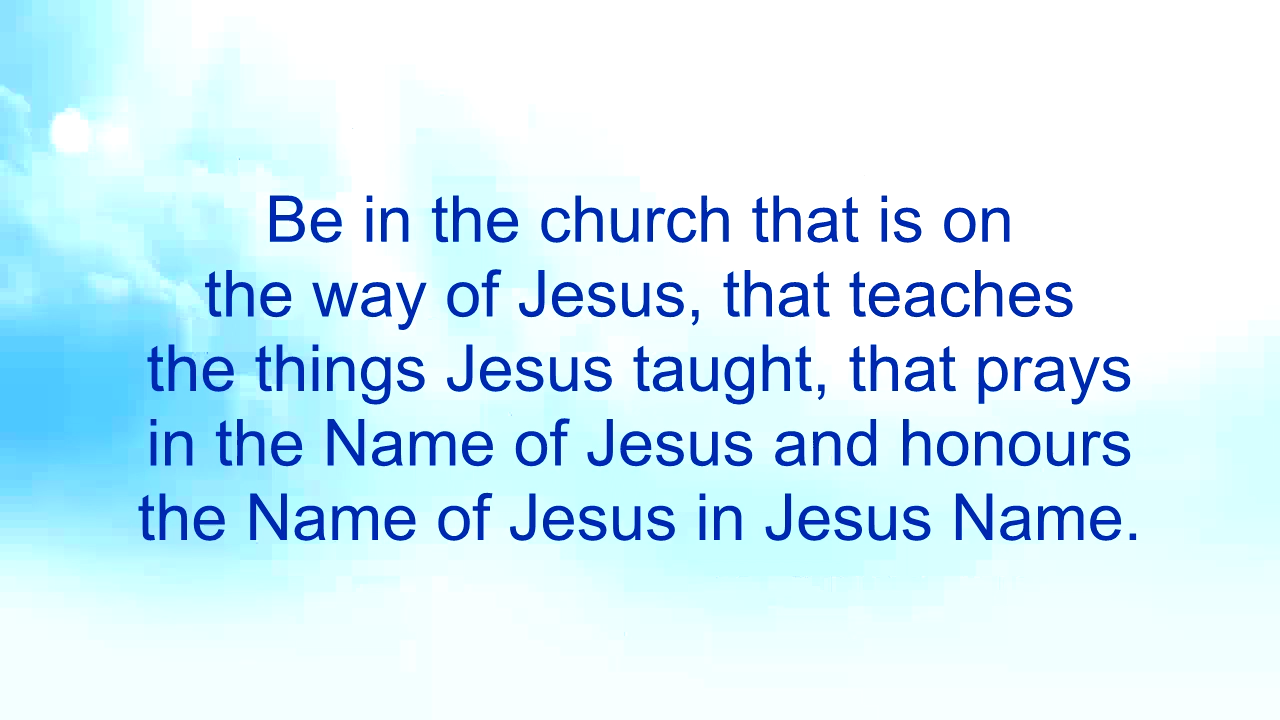 Be in the church that is on
the way of Jesus, that teaches
the things Jesus taught, that prays
in the Name of Jesus and honours
the Name of Jesus in Jesus Name.